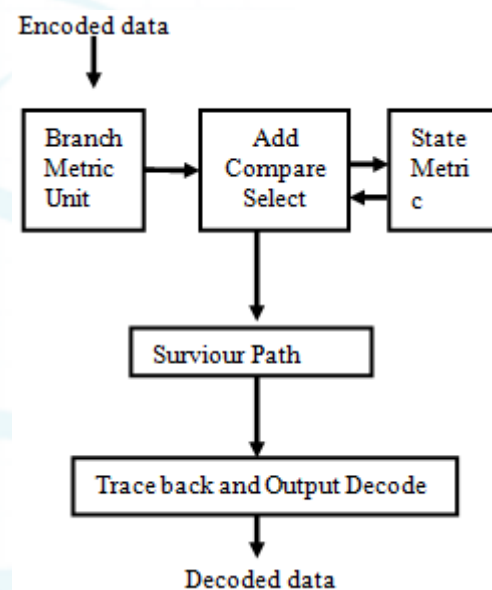 Encoded data
Branch
Metric
Unit
Add
Compare
Select
State
Metri
c
Surviour Path
Trace back and Output Decode
Decoded data